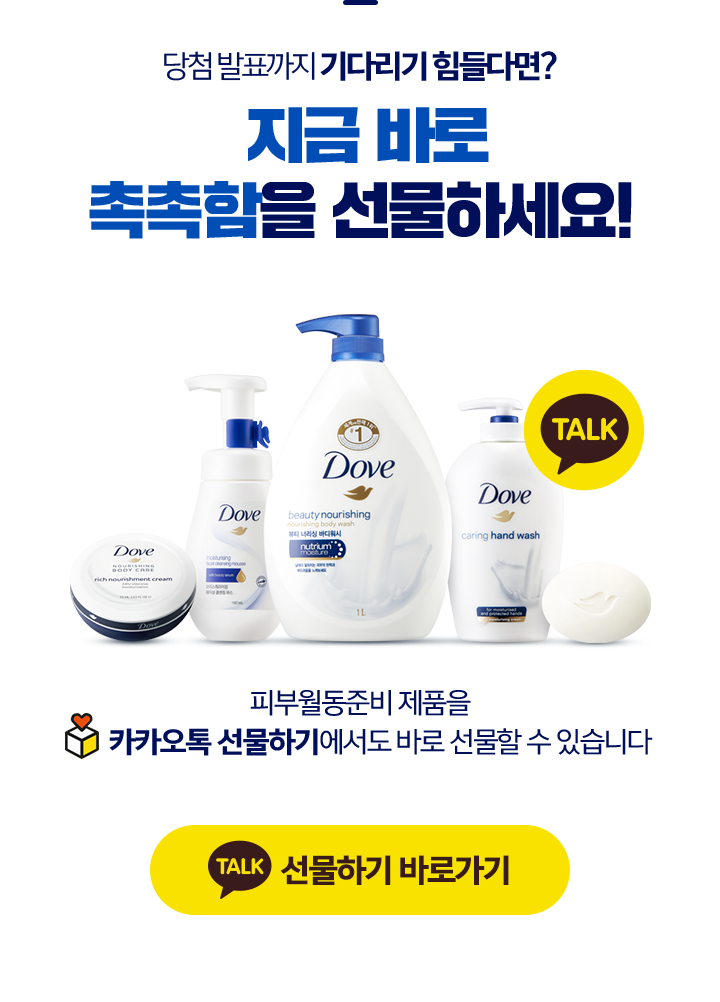 당첨 발표까지 기다리기 힘들다면?
지금 바로
촉촉함을 선물하세요!
#1
Dove
beautynourishing
nourishing body wash
뷰티 너리싱 바디워시
nutrium
moisture
1L
Dove
moisturising
facial cleansing mousse
Dove
NOURISHING
BODY CARE
rich nourishment cream
Dove
Dove
caring hand wash
for moisturised
and protected hands
TALK
피부월동준비 제품을
카카오톡 선물하기에서도 바로 선물할 수 있습니다
TALK 선물하기 바로가기